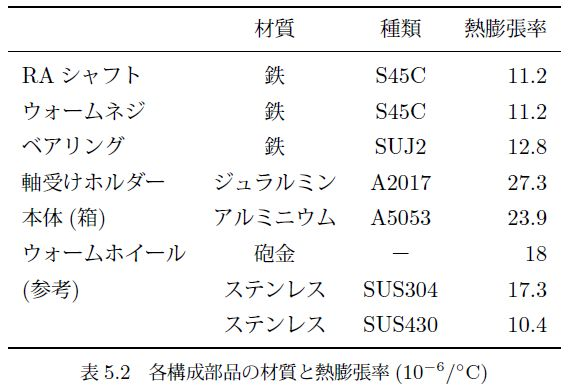 材質 種類 熱膨張率
RA シャフト 鉄 S45C 11.2
ウォームネジ 鉄 S45C 11.2
ベアリング 鉄 SUJ2 12.8
軸受けホルダー ジュラルミン A2017 27.3
本体 (箱) アルミニウム A5053 23.9
ウォームホイール 砲金 − 18
(参考) ステンレス SUS304 17.3
ステンレス SUS430 10.4
表 5.2 各構成部品の材質と熱膨張率 (10⁻⁶/°C)